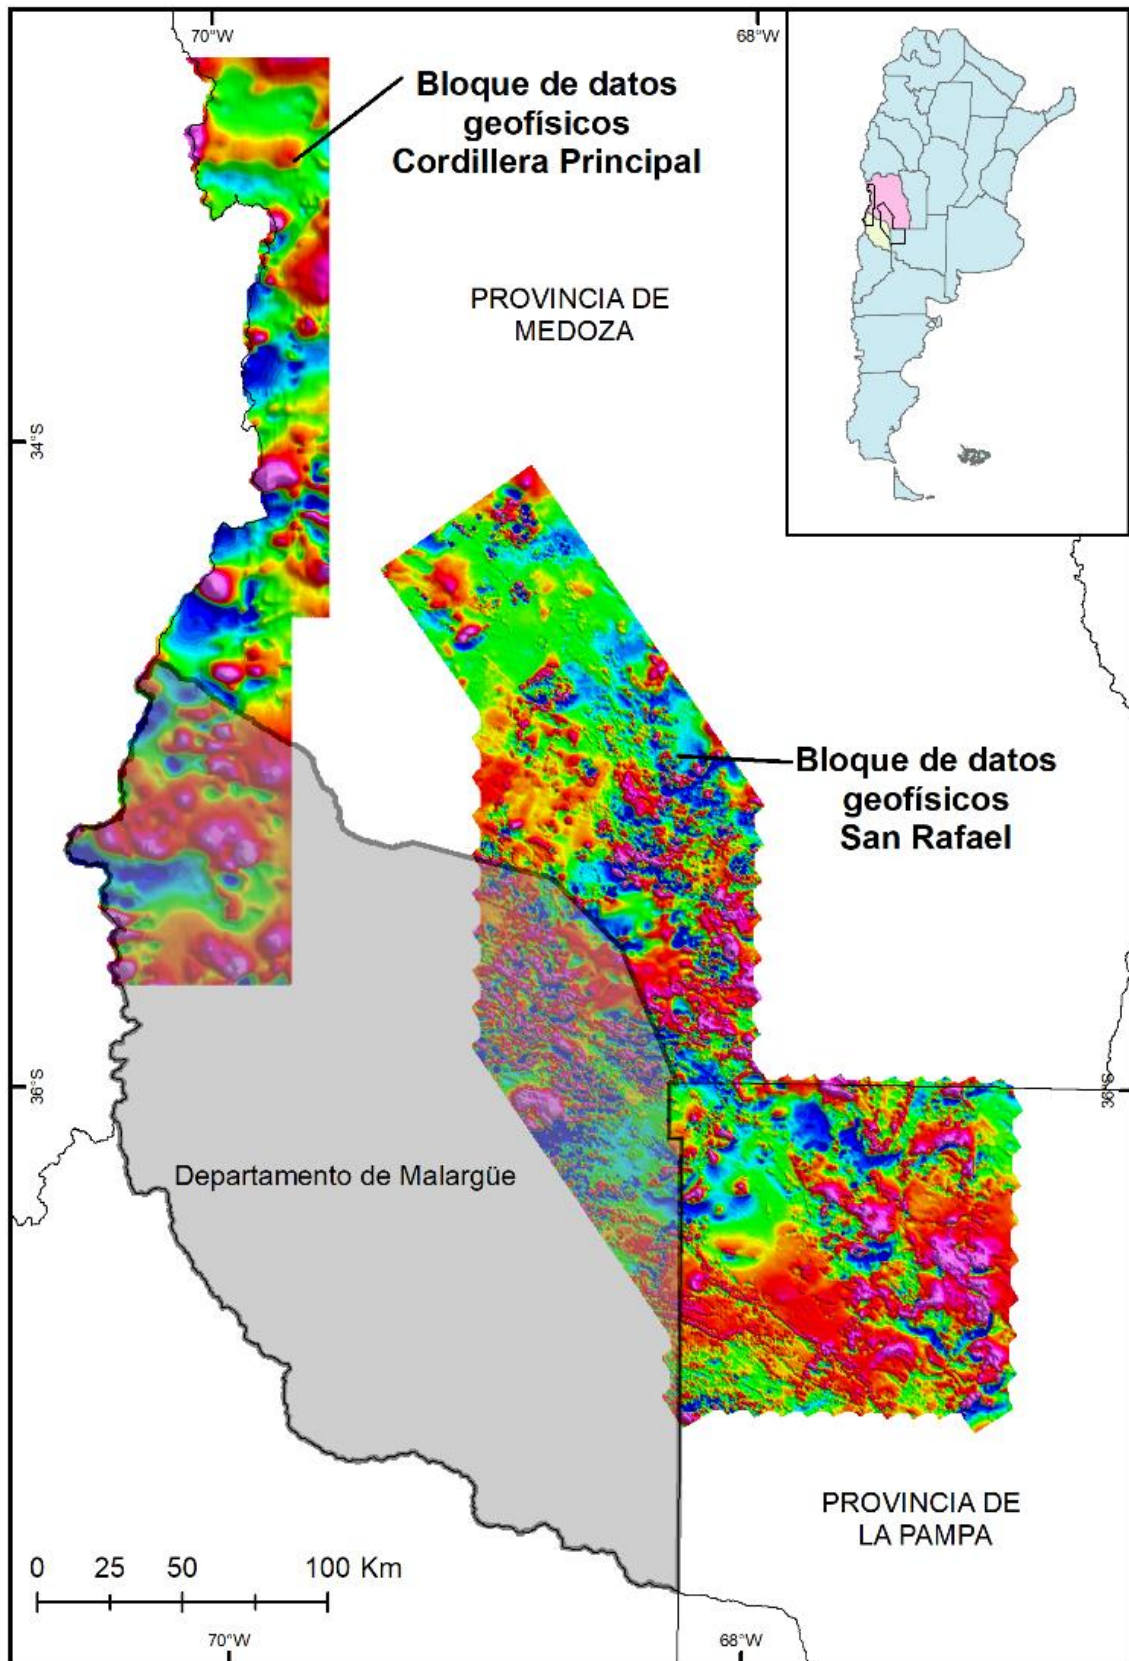 70°W
68°W
Bloque de datos
geofísicos
Cordillera Principal
PROVINCIA DE
MEDOZA
34°S
Bloque de datos
geofísicos
San Rafael
36°S
36°S
Departamento de Malargüe
PROVINCIA DE
LA PAMPA
0 25 50 100 Km
70°W
68°W